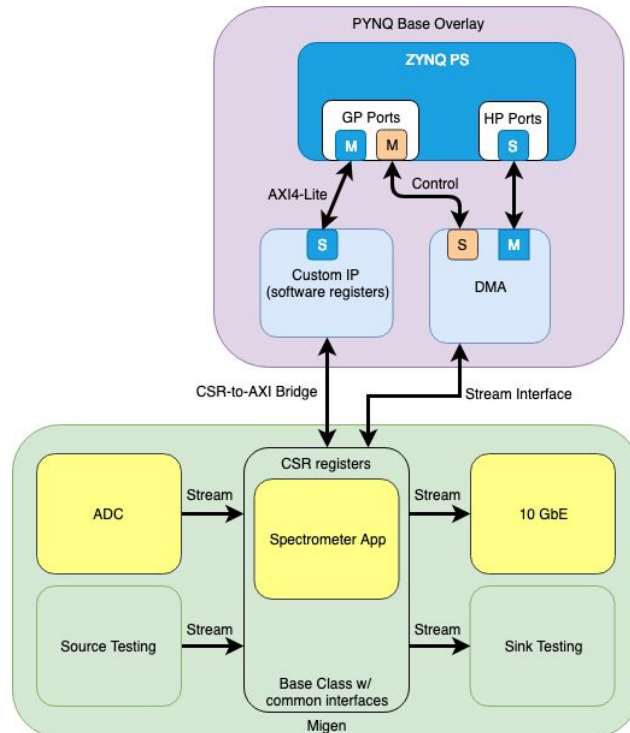 PYNQ Base Overlay
ZYNQ PS
GP Ports
HP Ports
M
M
S
AXI4-Lite
Control
S
S
M
Custom IP
(software registers)
DMA
CSR-to-AXI Bridge
Stream Interface
CSR registers
ADC
Stream
Spectrometer App
Stream
10 GbE
Source Testing
Stream
Stream
Sink Testing
Base Class w/
common interfaces
Migen